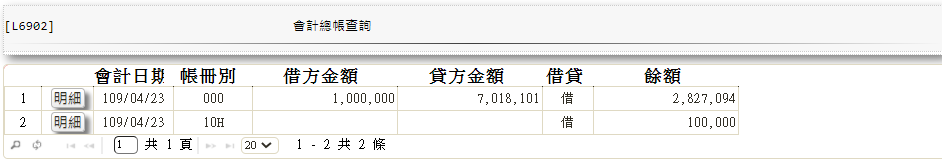 [L6902] 會計總帳查詢
會計日期 帳冊別 借方金額 貸方金額 借貸 餘額
1 明細 109/04/23 000 1,000,000 7,018,101 借 2,827,094
2 明細 109/04/23 10H 借 100,000
1 共 1 頁 20 1 - 2 共 2 條